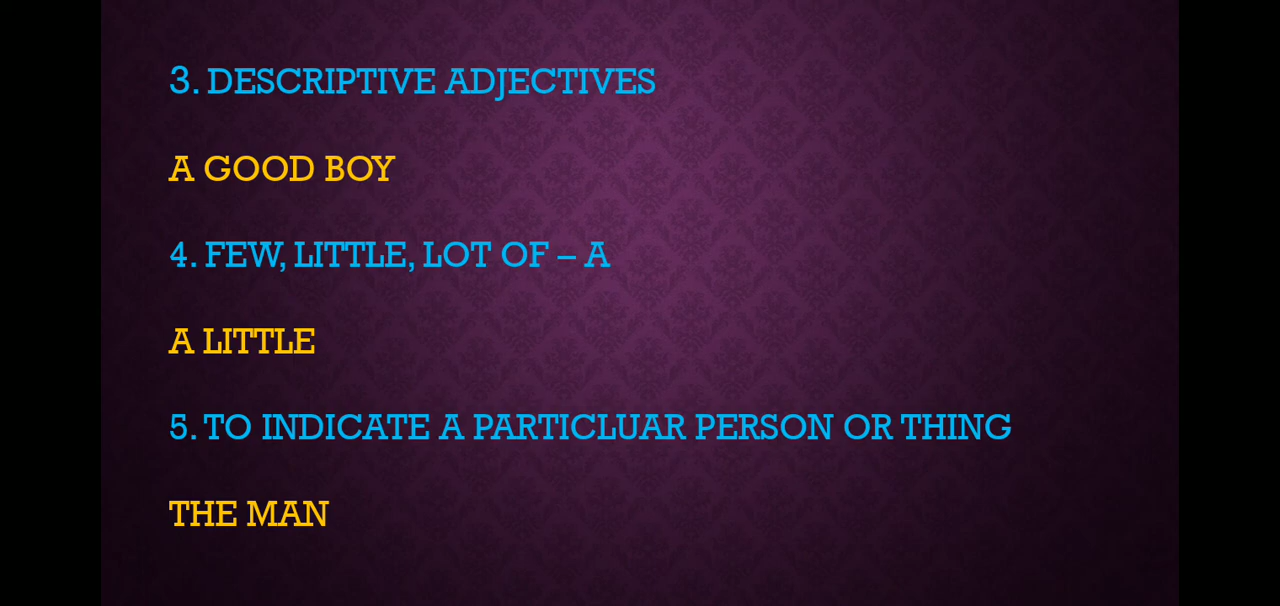 3. DESCRIPTIVE ADJECTIVES
A GOOD BOY
4. FEW, LITTLE, LOT OF – A
A LITTLE
5. TO INDICATE A PARTICLUAR PERSON OR THING
THE MAN